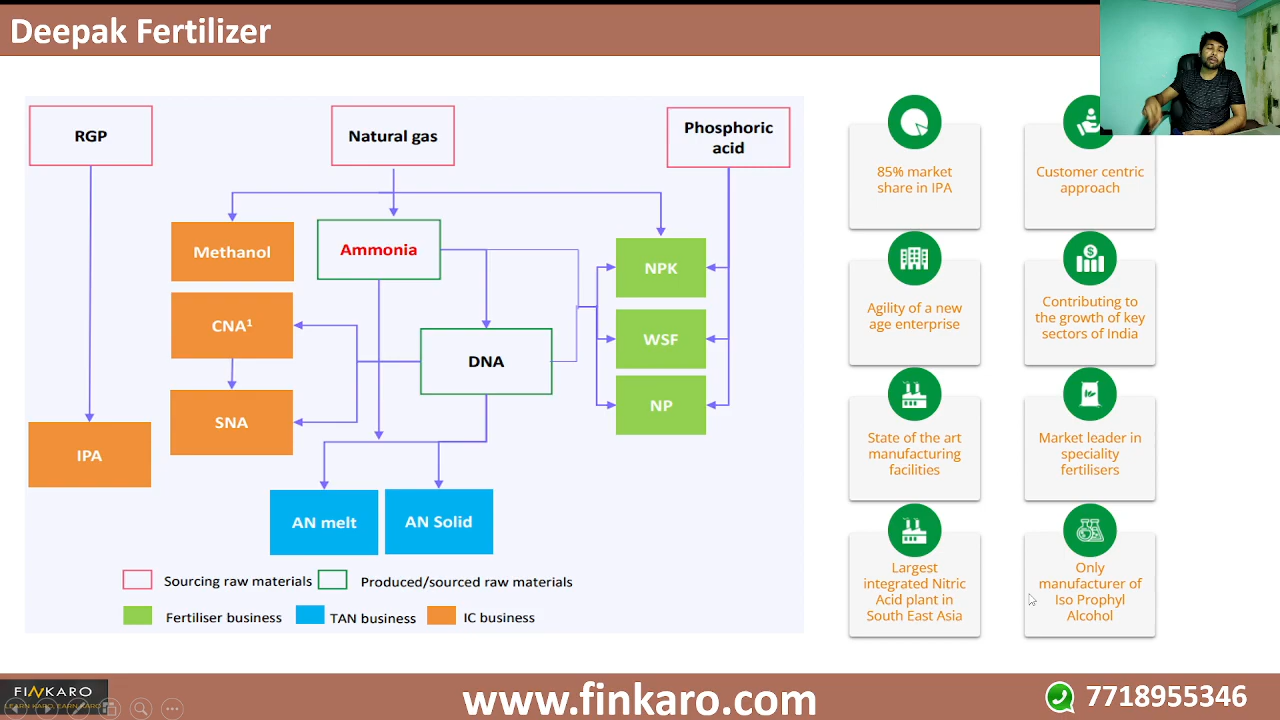 Deepak Fertilizer
RGP
Natural gas
Phosphoric
acid
Methanol
Ammonia
NPK
CNA¹
DNA
WSF
SNA
NP
IPA
AN melt
AN Solid
Sourcing raw materials
Produced/sourced raw materials
Fertiliser business
TAN business
IC business
85% market
share in IPA
Customer centric
approach
Agility of a new
age enterprise
Contributing to
the growth of key
sectors of India
State of the art
manufacturing
facilities
Market leader in
speciality
fertilisers
Largest
integrated Nitric
Acid plant in
South East Asia
Only
manufacturer of
Iso Prophyl
Alcohol
FINKARO
LEARN KARO, EARN KARO
www.finkaro.com
7718955346